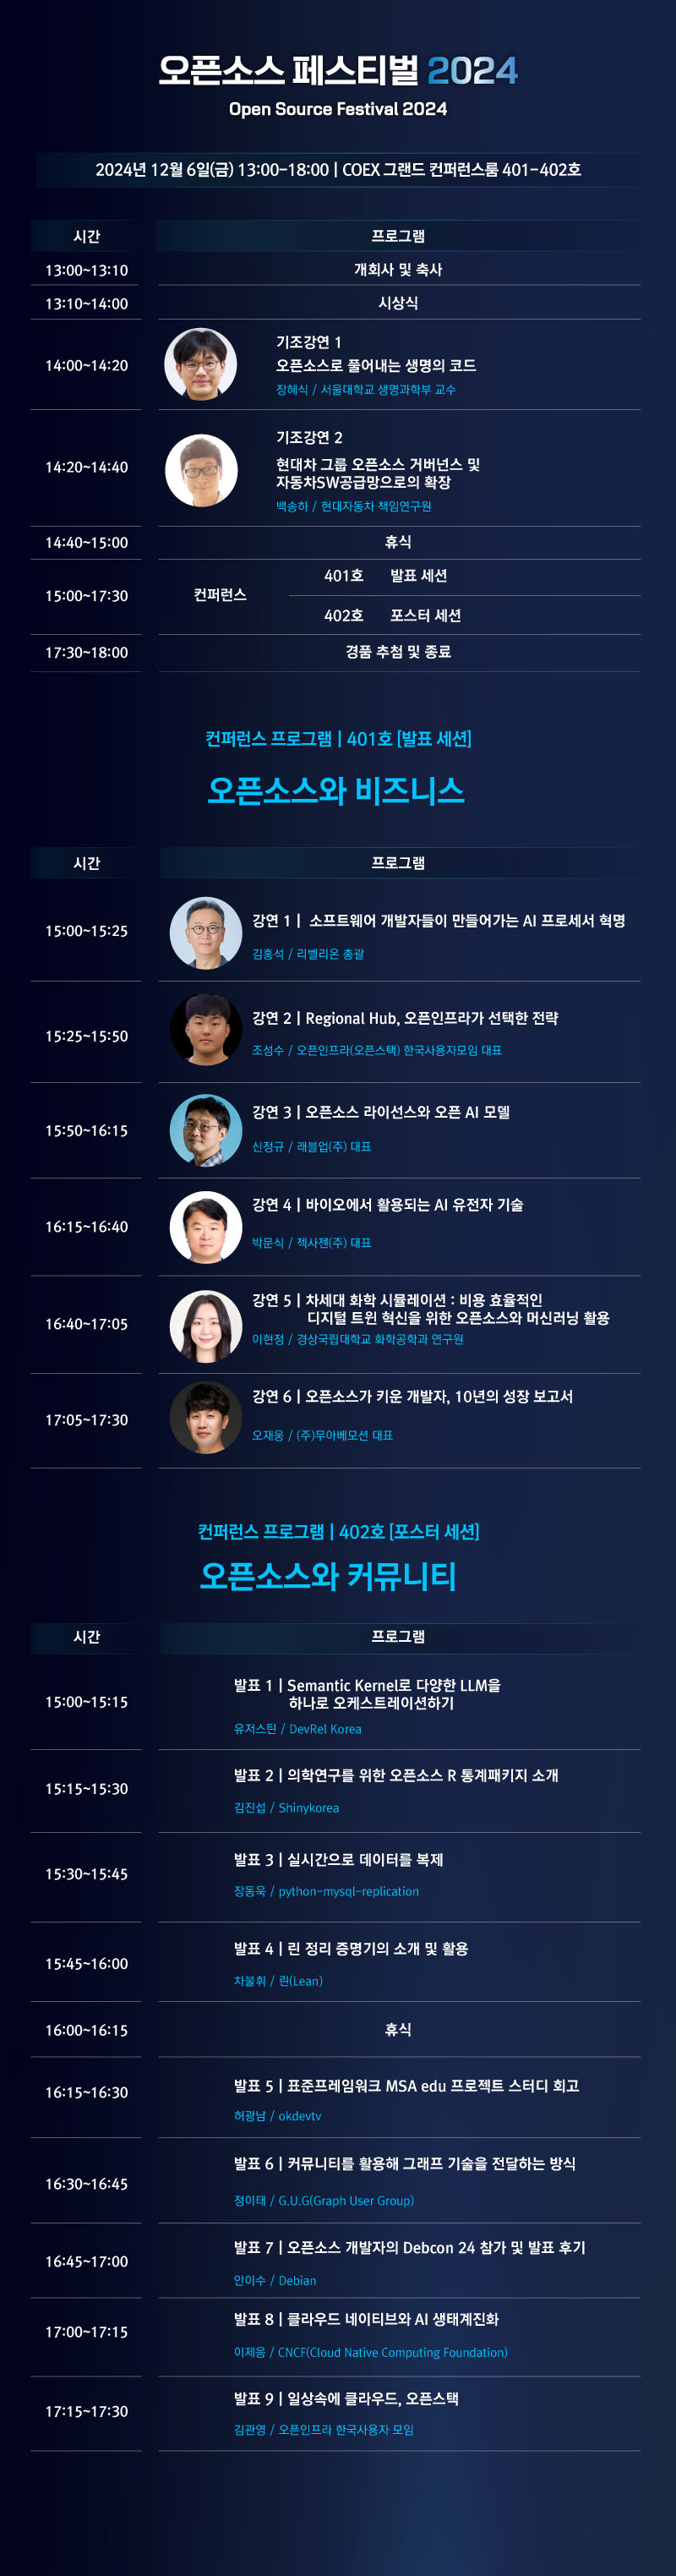 오픈소스 페스티벌 2024
Open Source Festival 2024
2024년 12월 6일(금) 13:00-18:00 | COEX 그랜드 컨퍼런스룸 401-402호
시간 프로그램
13:00~13:10 개회사 및 축사
13:10~14:00 시상식
14:00~14:20
기조강연 1
오픈소스로 풀어내는 생명의 코드
장혜식 / 서울대학교 생명과학부 교수
14:20~14:40
기조강연 2
현대차 그룹 오픈소스 거버넌스 및
자동차SW공급망으로의 확장
백송하 / 현대자동차 책임연구원
14:40~15:00 휴식
15:00~17:30 컨퍼런스
401호 발표 세션
402호 포스터 세션
17:30~18:00 경품 추첨 및 종료
컨퍼런스 프로그램 | 401호 [발표 세션]
오픈소스와 비즈니스
시간 프로그램
15:00~15:25
강연 1 | 소프트웨어 개발자들이 만들어가는 AI 프로세서 혁명
김홍석 / 리벨리온 총괄
15:25~15:50
강연 2 | Regional Hub, 오픈인프라가 선택한 전략
조성수 / 오픈인프라(오픈스택) 한국사용자모임 대표
15:50~16:15
강연 3 | 오픈소스 라이선스와 오픈 AI 모델
신정규 / 래블업(주) 대표
16:15~16:40
강연 4 | 바이오에서 활용되는 AI 유전자 기술
박문식 / 젝사젠(주) 대표
16:40~17:05
강연 5 | 차세대 화학 시뮬레이션 : 비용 효율적인
디지털 트윈 혁신을 위한 오픈소스와 머신러닝 활용
이현정 / 경상국립대학교 화학공학과 연구원
17:05~17:30
강연 6 | 오픈소스가 키운 개발자, 10년의 성장 보고서
오재웅 / (주)무아베모션 대표
컨퍼런스 프로그램 | 402호 [포스터 세션]
오픈소스와 커뮤니티
시간 프로그램
15:00~15:15
발표 1 | Semantic Kernel로 다양한 LLM을
하나로 오케스트레이션하기
유저스틴 / DevRel Korea
15:15~15:30
발표 2 | 의학연구를 위한 오픈소스 R 통계패키지 소개
김진섭 / Shinykorea
15:30~15:45
발표 3 | 실시간으로 데이터를 복제
장동욱 / python-mysql-replication
15:45~16:00
발표 4 | 린 정리 증명기의 소개 및 활용
차불휘 / 린(Lean)
16:00~16:15 휴식
16:15~16:30
발표 5 | 표준프레임워크 MSA edu 프로젝트 스터디 회고
허광남 / okdevtv
16:30~16:45
발표 6 | 커뮤니티를 활용해 그래프 기술을 전달하는 방식
정이태 / G.U.G(Graph User Group)
16:45~17:00
발표 7 | 오픈소스 개발자의 Debcon 24 참가 및 발표 후기
안이수 / Debian
17:00~17:15
발표 8 | 클라우드 네이티브와 AI 생태계진화
이제응 / CNCF(Cloud Native Computing Foundation)
17:15~17:30
발표 9 | 일상속에 클라우드, 오픈스택
김관영 / 오픈인프라 한국사용자 모임